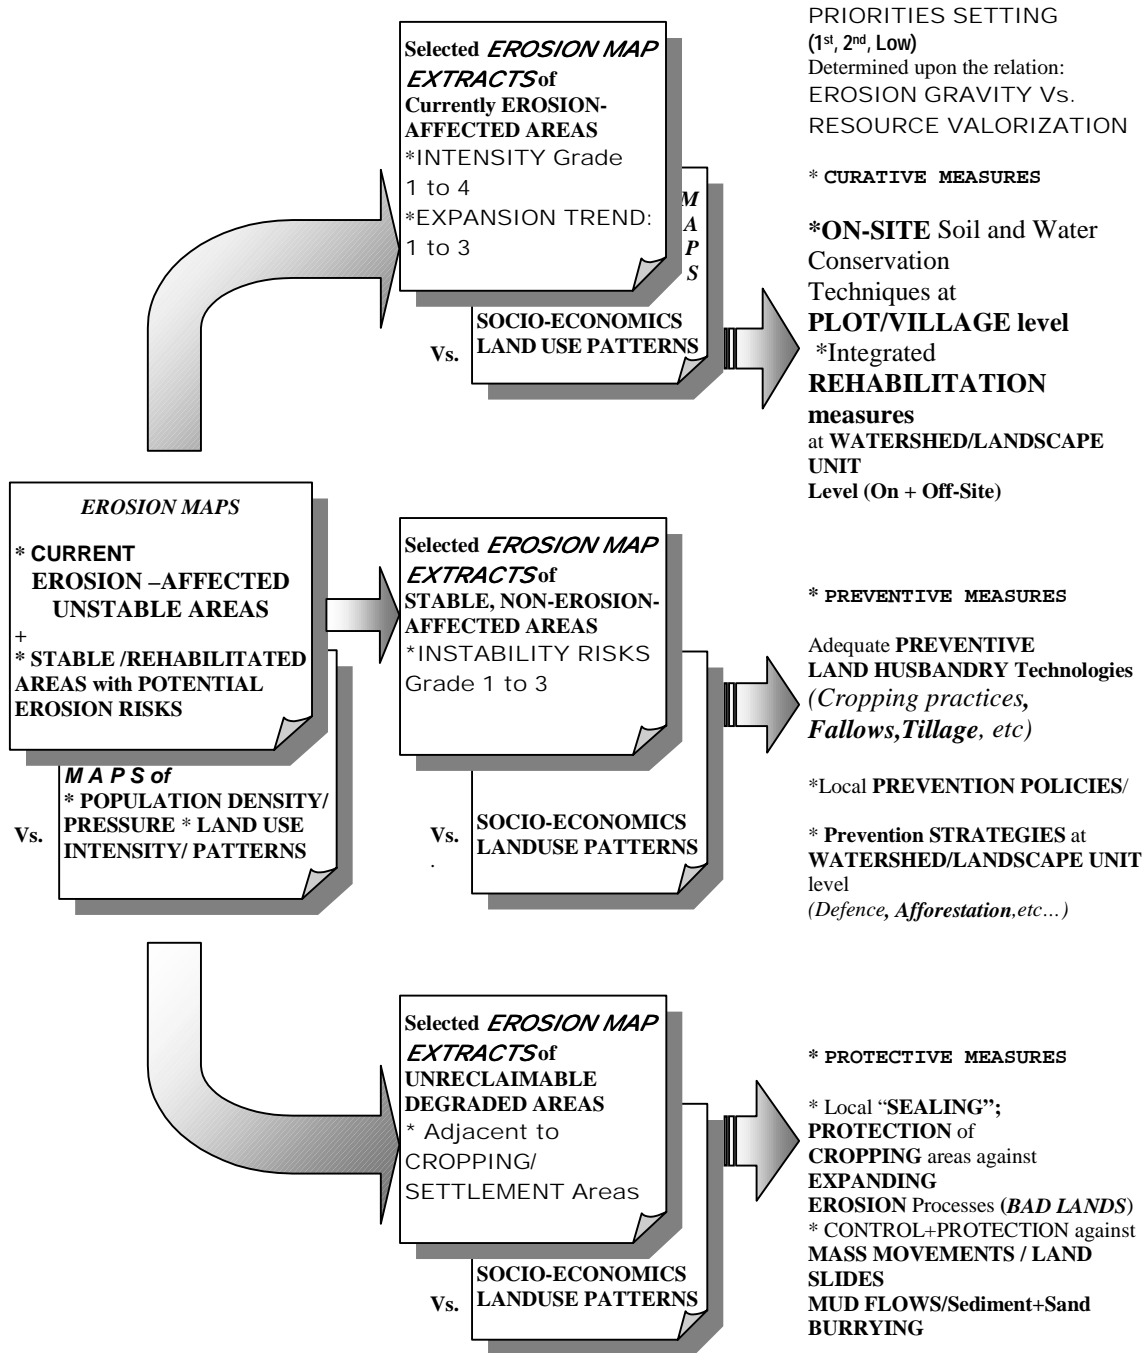 EROSION MAPS
* CURRENT
EROSION –AFFECTED
UNSTABLE AREAS
+
* STABLE /REHABILITATED
AREAS with POTENTIAL
EROSION RISKS
Vs.
M A P S of
* POPULATION DENSITY/
PRESSURE * LAND USE
INTENSITY/ PATTERNS
Selected EROSION MAP
EXTRACTS of
Currently EROSION-
AFFECTED AREAS
*INTENSITY Grade
1 to 4
*EXPANSION TREND:
1 to 3
M
A
P
S
Vs.
SOCIO-ECONOMICS
LAND USE PATTERNS
PRIORITIES SETTING
(1st, 2nd, Low)
Determined upon the relation:
EROSION GRAVITY Vs.
RESOURCE VALORIZATION
* CURATIVE MEASURES
*ON-SITE Soil and Water
Conservation
Techniques at
PLOT/VILLAGE level
*Integrated
REHABILITATION
measures
at WATERSHED/LANDSCAPE
UNIT
Level (On + Off-Site)
Selected EROSION MAP
EXTRACTS of
STABLE, NON-EROSION-
AFFECTED AREAS
*INSTABILITY RISKS
Grade 1 to 3
Vs.
.
SOCIO-ECONOMICS
LANDUSE PATTERNS
* PREVENTIVE MEASURES
Adequate PREVENTIVE
LAND HUSBANDRY Technologies
(Cropping practices,
Fallows,Tillage, etc)
*Local PREVENTION POLICIES/
* Prevention STRATEGIES at
WATERSHED/LANDSCAPE UNIT
level
(Defence, Afforestation,etc…)
Selected EROSION MAP
EXTRACTS of
UNRECLAIMABLE
DEGRADED AREAS
* Adjacent to
CROPPING/
SETTLEMENT Areas
Vs.
SOCIO-ECONOMICS
LANDUSE PATTERNS
* PROTECTIVE MEASURES
* Local “SEALING”;
PROTECTION of
CROPPING areas against
EXPANDING
EROSION Processes (BAD LANDS)
* CONTROL+PROTECTION against
MASS MOVEMENTS / LAND
SLIDES
MUD FLOWS/Sediment+Sand
BURRYING